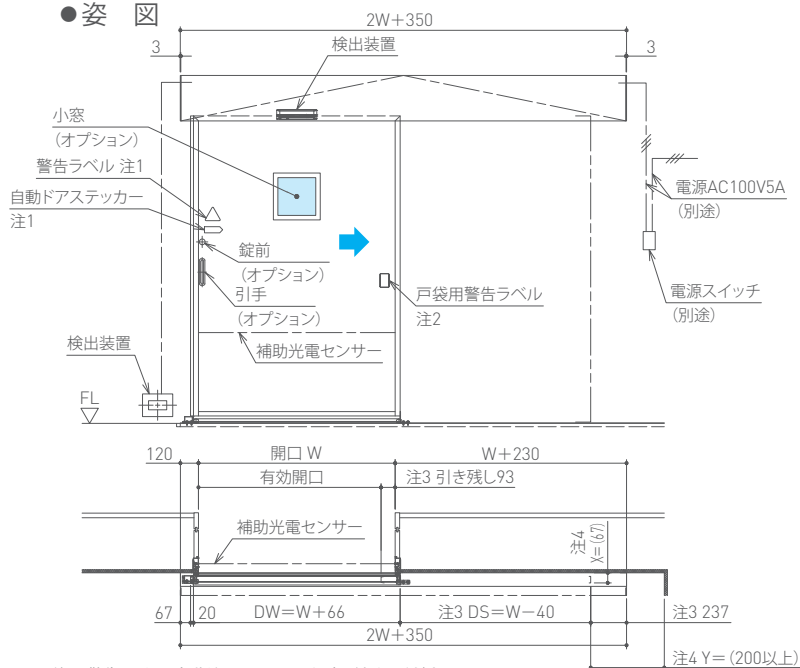 ●姿 図
2W+350
3
3
検出装置
小窓
(オプション)
警告ラベル 注1
自動ドアステッカー
注1
錠前
(オプション)
引手
(オプション)
戸袋用警告ラベル
注2
電源AC100V5A
(別途)
電源スイッチ
(別途)
補助光電センサー
検出装置
FL
120
開口 W
W+230
有効開口
注3 引き残し93
補助光電センサー
注4
X=(67)
67
20
DW=W+66
注3 DS=W-40
注3 237
2W+350
注4 Y=(200以上)